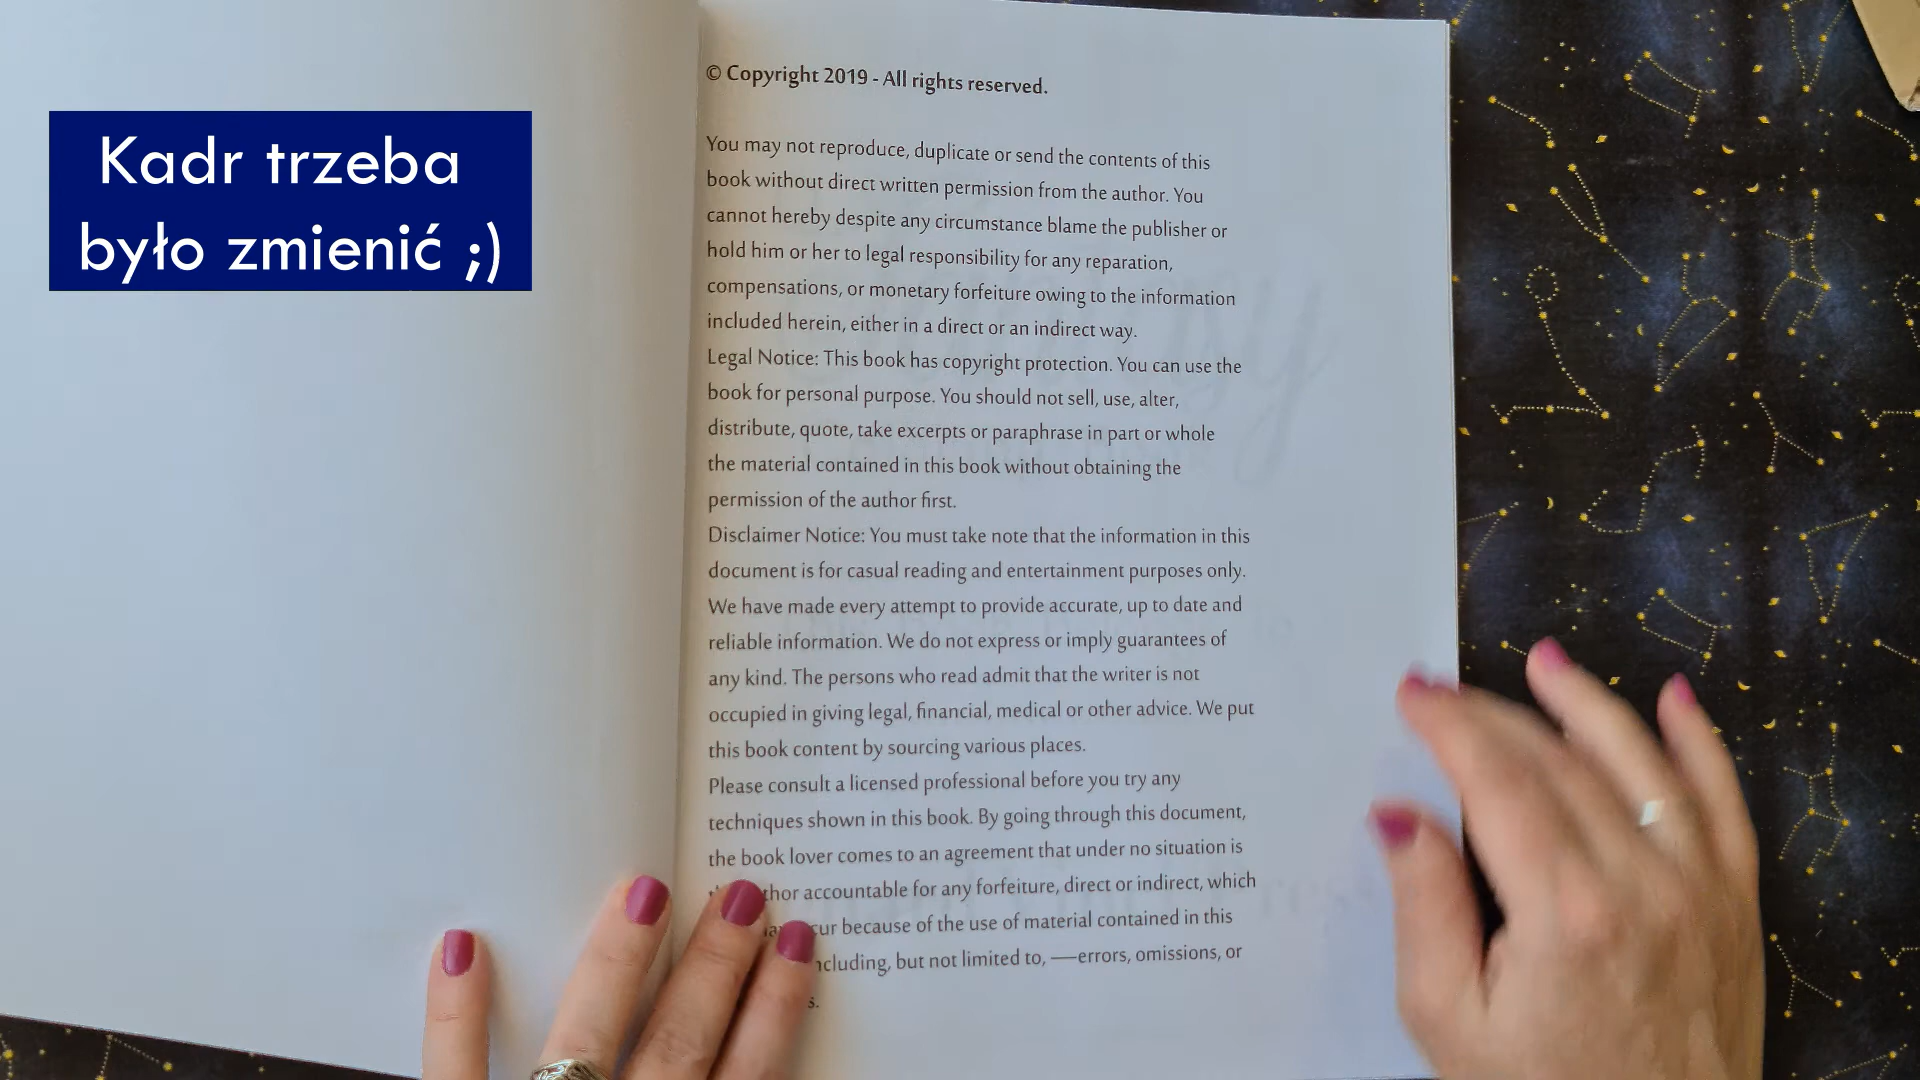 Kadr trzeba
było zmienić ;)
© Copyright 2019 - All rights reserved.
You may not reproduce, duplicate or send the contents of this
book without direct written permission from the author. You
cannot hereby despite any circumstance blame the publisher or
hold him or her to legal responsibility for any reparation,
compensations, or monetary forfeiture owing to the information
included herein, either in a direct or an indirect way.
Legal Notice: This book has copyright protection. You can use the
book for personal purpose. You should not sell, use, alter,
distribute, quote, take excerpts or paraphrase in part or whole
the material contained in this book without obtaining the
permission of the author first.
Disclaimer Notice: You must take note that the information in this
document is for casual reading and entertainment purposes only.
We have made every attempt to provide accurate, up to date and
reliable information. We do not express or imply guarantees of
any kind. The persons who read admit that the writer is not
occupied in giving legal, financial, medical or other advice. We put
this book content by sourcing various places.
Please consult a licensed professional before you try any
techniques shown in this book. By going through this document,
the book lover comes to an agreement that under no situation is
accountable for any forfeiture, direct or indirect, which
because of the use of material contained in this
but not limited to, —errors, omissions, or